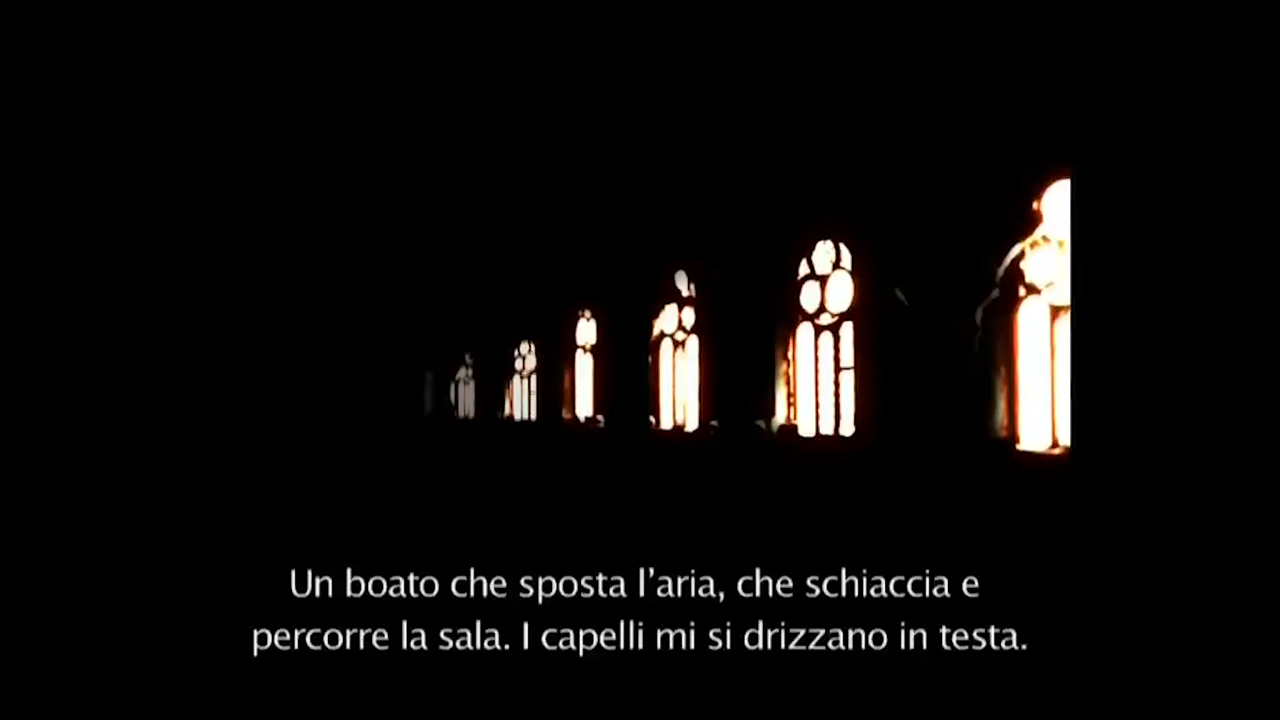 Un boato che sposta l’aria, che schiaccia e
percorre la sala. I capelli mi si drizzano in testa.